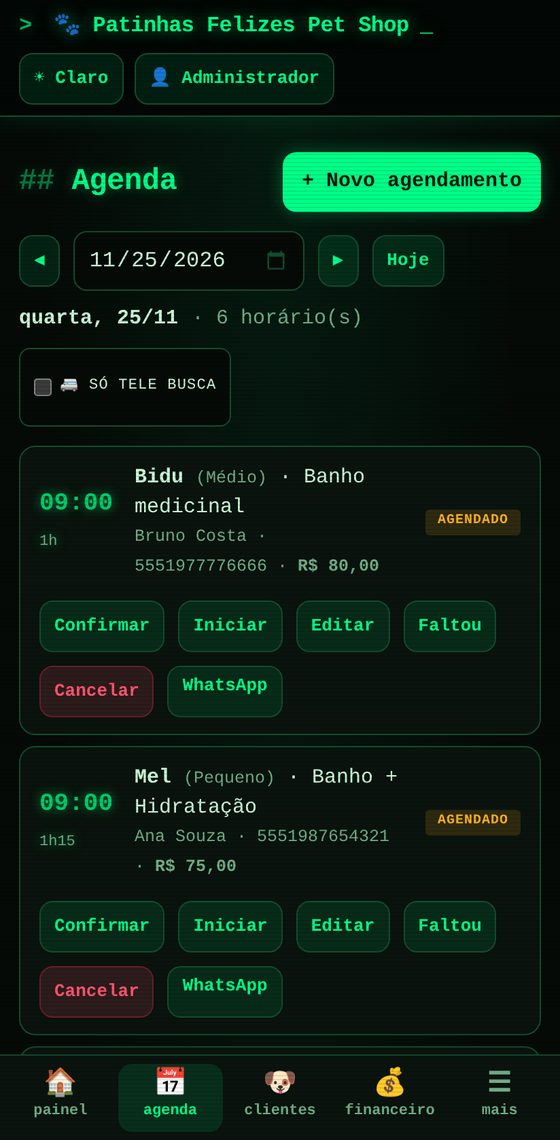 > 🐾 Patinhas Felizes Pet Shop _
☀ Claro
👤 Administrador
## Agenda
+ Novo agendamento
◄
11/25/2026
►
Hoje
quarta, 25/11 · 6 horário(s)
🚐 SÓ TELE BUSCA
09:00
1h
Bidu (Médio) · Banho
medicinal
Bruno Costa ·
5551977776666 · R$ 80,00
AGENDADO
Confirmar
Iniciar
Editar
Faltou
Cancelar
WhatsApp
09:00
1h15
Mel (Pequeno) · Banho +
Hidratação
Ana Souza · 5551987654321
· R$ 75,00
AGENDADO
Confirmar
Iniciar
Editar
Faltou
Cancelar
WhatsApp
painel
July
17
agenda
clientes
financeiro
mais